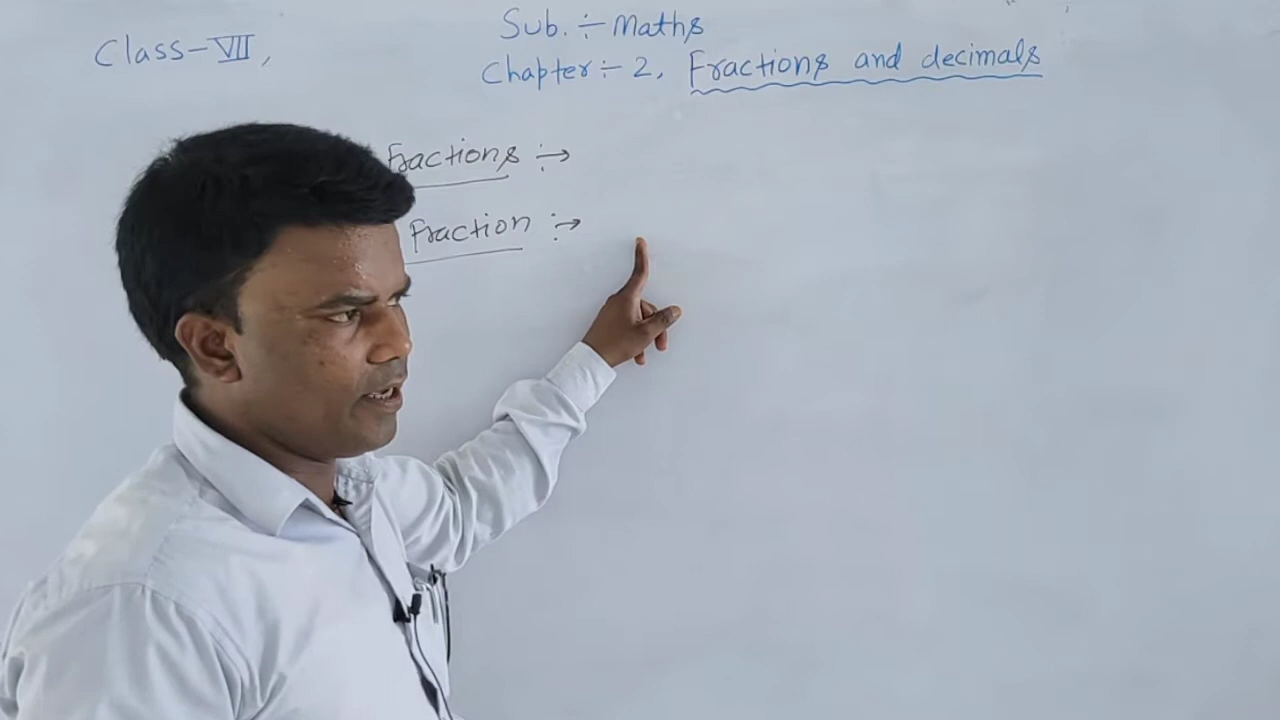 Class-VII,
Sub. :- Maths
Chapter :- 2, Fractions and decimals
Fractions :→
Fraction :→